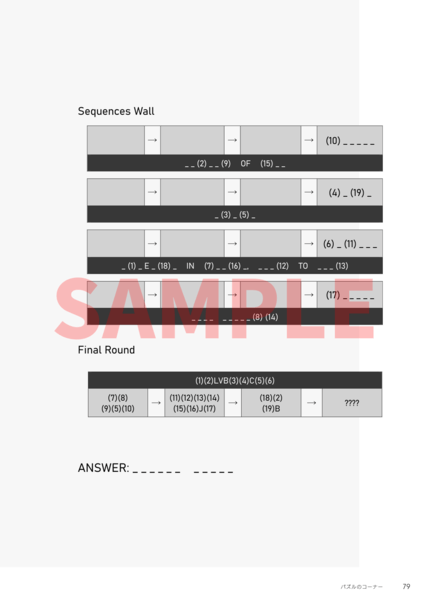 Sequences Wall
→ → → (10) _ _ _ _ _
_ _ (2) _ _ (9) OF (15) _ _
→ → → (4) _ (19) _
_ (3) _ (5) _
→ → → (6) _ (11) _ _ _
_ (1) _ E _ (18) _ IN (7) _ _ (16) _, _ _ _ (12) TO _ _ _ (13)
→ → → (17) _ _ _ _ _
_ _ _ _ _ _ _ _ _ (8) (14)
SAMPLE
Final Round
(1)(2)LVB(3)(4)C(5)(6)
(7)(8) → (11)(12)(13)(14) → (18)(2) → ????
(9)(5)(10) (15)(16)J(17) (19)B
ANSWER: _ _ _ _ _ _ _ _ _ _ _
パズルのコーナー 79